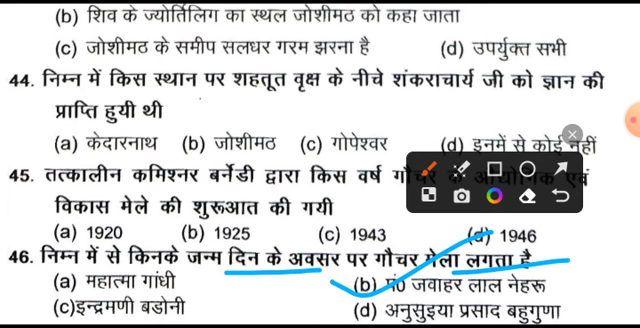 (b) शिव के ज्योर्तिलिग का स्थल जोशीमठ को कहा जाता
(c) जोशीमठ के समीप सलधर गरम झरना है (d) उपर्युक्त सभी
44. निम्न में किस स्थान पर शहतूत वृक्ष के नीचे शंकराचार्य जी को ज्ञान की
प्राप्ति हुयी थी
(a) केदारनाथ (b) जोशीमठ (c) गोपेश्वर (d) इनमें से कोई नहीं
45. तत्कालीन कमिश्नर बर्नेडी द्वारा किस वर्ष एवं
विकास मेले की शुरूआत की गयी
(a) 1920 (b) 1925 (c) 1943 (d) 1946
46. निम्न में से किनके जन्म दिन के अवसर पर गौचर मेला लगता है
(a) महात्मा गांधी (b) पं0 जवाहर लाल नेहरू
(c)इन्द्रमणी बडोनी (d) अनुसुइया प्रसाद बहुगुणा